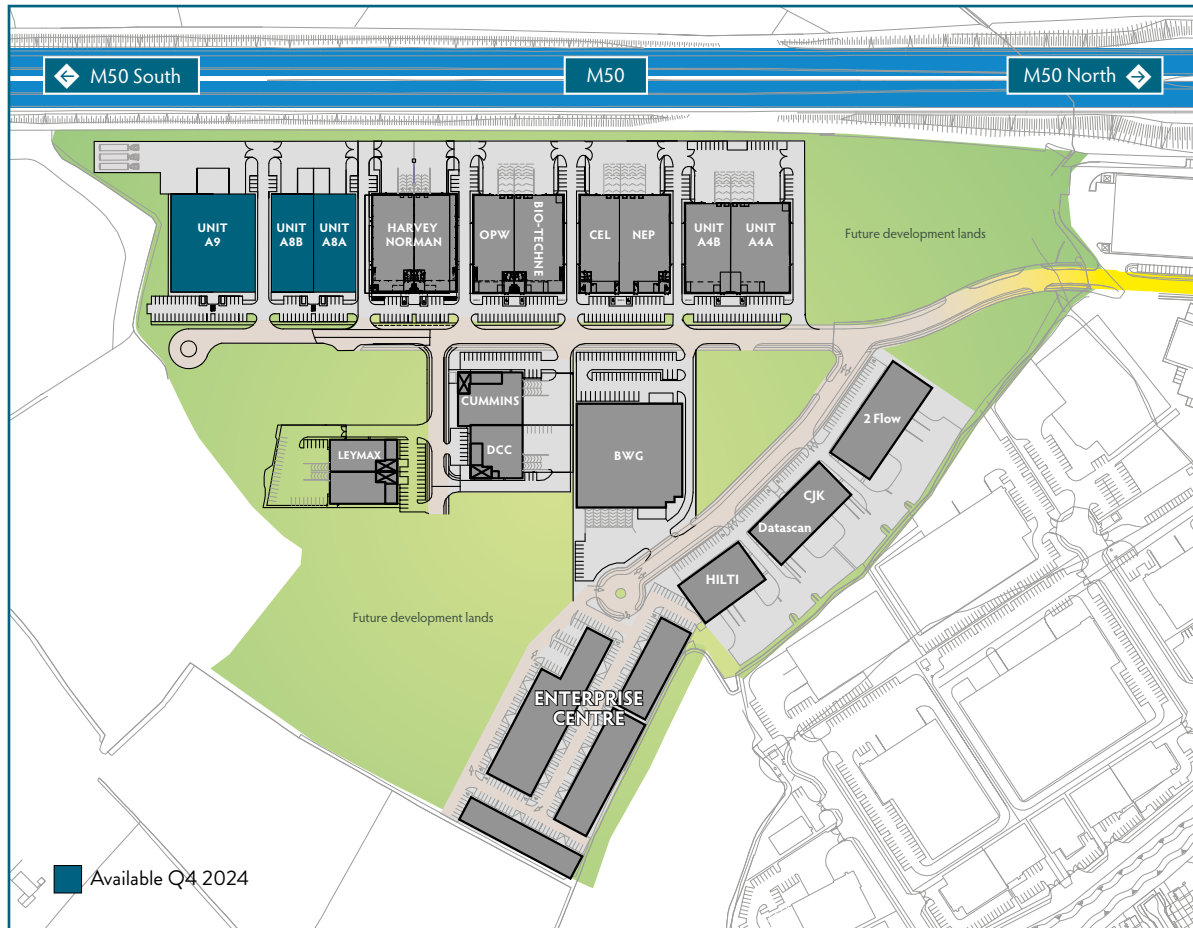 M50 South
M50
M50 North
UNIT
A9
UNIT
A8B
UNIT
A8A
HARVEY
NORMAN
OPW
BIO-TECHNE
CEL
NEP
UNIT
A4B
UNIT
A4A
Future development lands
CUMMINS
DCC
LEYMAX
BWG
2 Flow
CJK
Datascan
HILTI
Future development lands
ENTERPRISE
CENTRE
Available Q4 2024